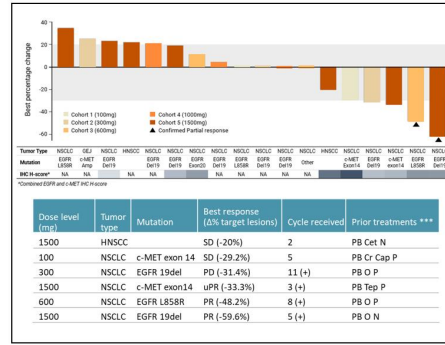 40
20
0
-20
-40
-60
Best percentage change
Cohort 1 (100mg)
Cohort 2 (300mg)
Cohort 3 (600mg)
Cohort 4 (1000mg)
Cohort 5 (1500mg)
Confirmed Partial response
Tumor Type NSCLC GEJ NSCLC HNSCC NSCLC NSCLC NSCLC NSCLC NSCLC NSCLC NSCLC NSCLC HNSCC NSCLC NSCLC NSCLC NSCLC NSCLC
Mutation EGFR L858R c-MET Amp EGFR Del19 EGFR Del19 EGFR Del19 EGFR Exon20 EGFR Del19 EGFR L858R EGFR Del19 EGFR Del19 Other c-MET Exon14 EGFR Del19 c-MET exon14 EGFR L858R EGFR Del19
IHC H-score* NA NA NA NA NA NA NA NA
*Combined EGFR and c-MET IHC H-score
Dose level (mg) Tumor type Mutation Best response (Δ% target lesions) Cycle received Prior treatments ***
1500 HNSCC SD (-20%) 2 PB Cet N
100 NSCLC c-MET exon 14 SD (-29.2%) 5 PB Cr Cap P
300 NSCLC EGFR 19del PD (-31.4%) 11 (+) PB O P
1500 NSCLC c-MET exon14 uPR (-33.3%) 3 (+) PB Tep P
600 NSCLC EGFR L858R PR (-48.2%) 8 (+) PB O P
1500 NSCLC EGFR 19del PR (-59.6%) 5 (+) PB O N